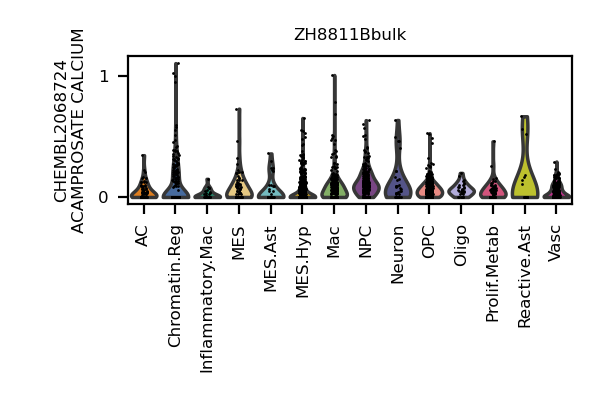 ZH8811Bbulk
CHEMBL2068724
ACAMPROSATE CALCIUM
1
0
AC
Chromatin.Reg
Inflammatory.Mac
MES
MES.Ast
MES.Hyp
Mac
NPC
Neuron
OPC
Oligo
Prolif.Metab
Reactive.Ast
Vasc